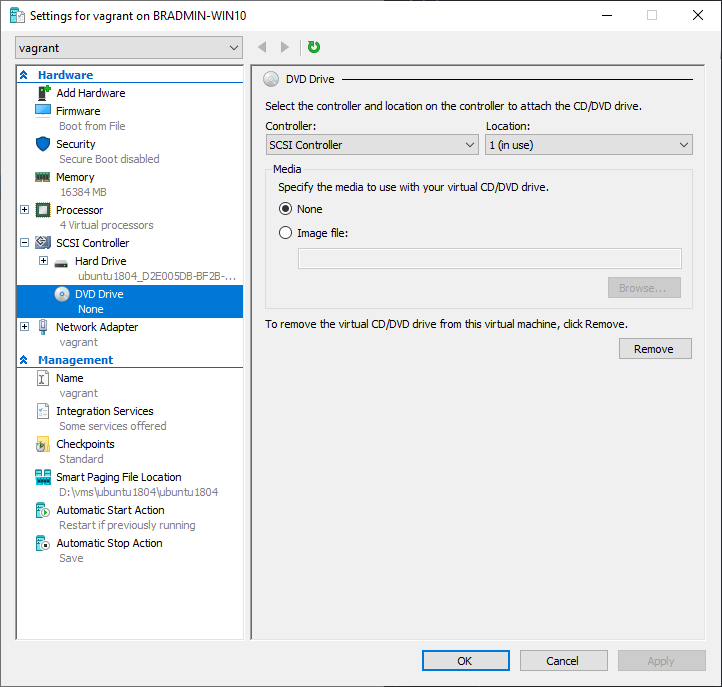 Settings for vagrant on BRADMIN-WIN10
vagrant
Hardware
Add Hardware
Firmware
Boot from File
Security
Secure Boot disabled
Memory
16384 MB
Processor
4 Virtual processors
SCSI Controller
Hard Drive
ubuntu1804_D2E005DB-BF2B-...
DVD Drive
None
Network Adapter
vagrant
Management
Name
vagrant
Integration Services
Some services offered
Checkpoints
Standard
Smart Paging File Location
D:\vms\ubuntu1804\ubuntu1804
Automatic Start Action
Restart if previously running
Automatic Stop Action
Save
DVD Drive
Select the controller and location on the controller to attach the CD/DVD drive.
Controller: Location:
SCSI Controller 1 (in use)
Media
Specify the media to use with your virtual CD/DVD drive.
None
Image file:
Browse...
To remove the virtual CD/DVD drive from this virtual machine, click Remove.
Remove
OK Cancel Apply